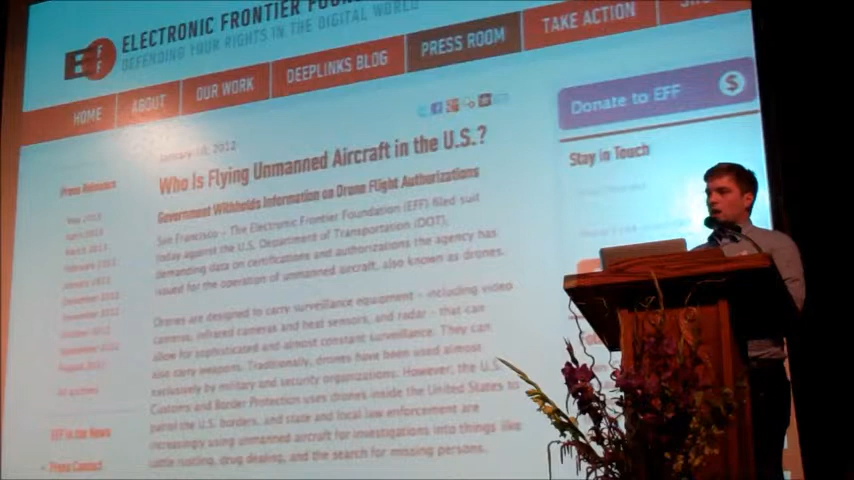 ELECTRONIC FRONTIER FOUN
DEFENDING YOUR RIGHTS IN THE DIGITAL WORLD
EFF
HOME
ABOUT
OUR WORK
DEEPLINKS BLOG
PRESS ROOM
TAKE ACTION
January 2012
Donate to EFF
$
Stay in Touch
Press Releases
Who Is Flying Unmanned Aircraft in the U.S.?
Government Withholds Information on Drone Flight Authorizations
San Francisco - The Electronic Frontier Foundation (EFF) filed suit
today against the U.S. Department of Transportation (DOT),
demanding data on certifications and authorizations the agency has
issued for the operation of unmanned aircraft, also known as drones.
Drones are designed to carry surveillance equipment - including video
cameras, infrared cameras and heat sensors, and radar - that can
allow for sophisticated and almost constant surveillance. They can
also carry weapons. Traditionally, drones have been used almost
exclusively by military and security organizations. However, the U.S.
Customs and Border Protection uses drones inside the United States to
patrol the U.S. borders, and state and local law enforcement are
increasingly using unmanned aircraft for investigations into things like
cattle rustling, drug dealing, and the search for missing persons.
EFF in the News
Press Contact